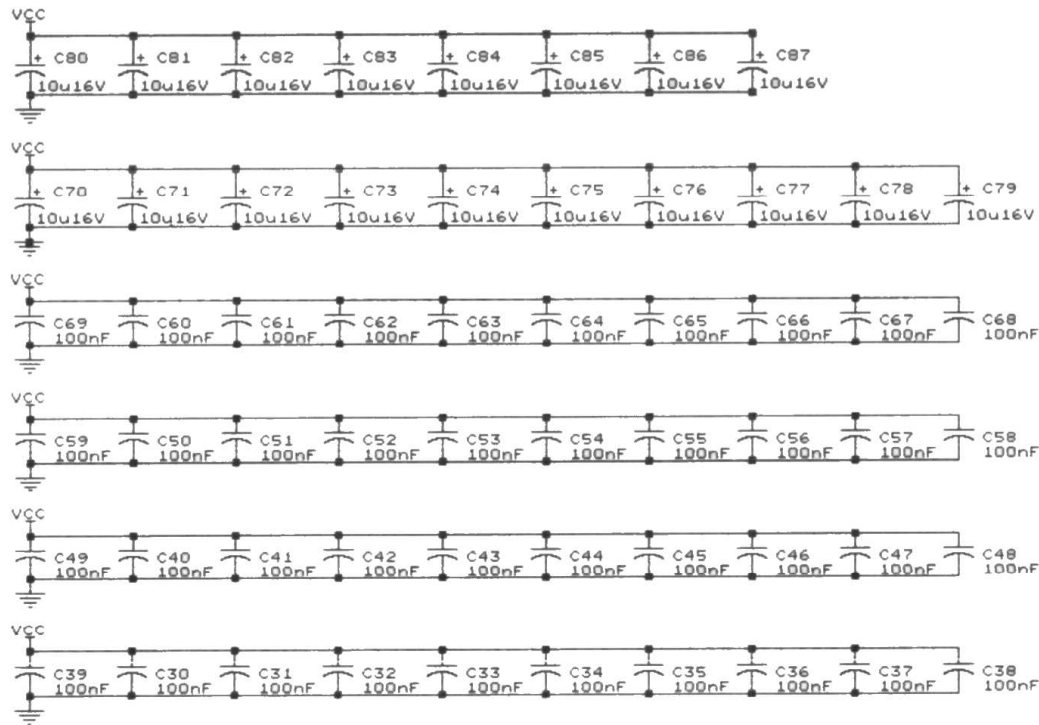 VCC
C80 C81 C82 C83 C84 C85 C86 C87
10u16V 10u16V 10u16V 10u16V 10u16V 10u16V 10u16V 10u16V
VCC
C70 C71 C72 C73 C74 C75 C76 C77 C78 C79
10u16V 10u16V 10u16V 10u16V 10u16V 10u16V 10u16V 10u16V 10u16V 10u16V
VCC
C69 C60 C61 C62 C63 C64 C65 C66 C67 C68
100nF 100nF 100nF 100nF 100nF 100nF 100nF 100nF 100nF 100nF
VCC
C59 C50 C51 C52 C53 C54 C55 C56 C57 C58
100nF 100nF 100nF 100nF 100nF 100nF 100nF 100nF 100nF 100nF
VCC
C49 C40 C41 C42 C43 C44 C45 C46 C47 C48
100nF 100nF 100nF 100nF 100nF 100nF 100nF 100nF 100nF 100nF
VCC
C39 C30 C31 C32 C33 C34 C35 C36 C37 C38
100nF 100nF 100nF 100nF 100nF 100nF 100nF 100nF 100nF 100nF